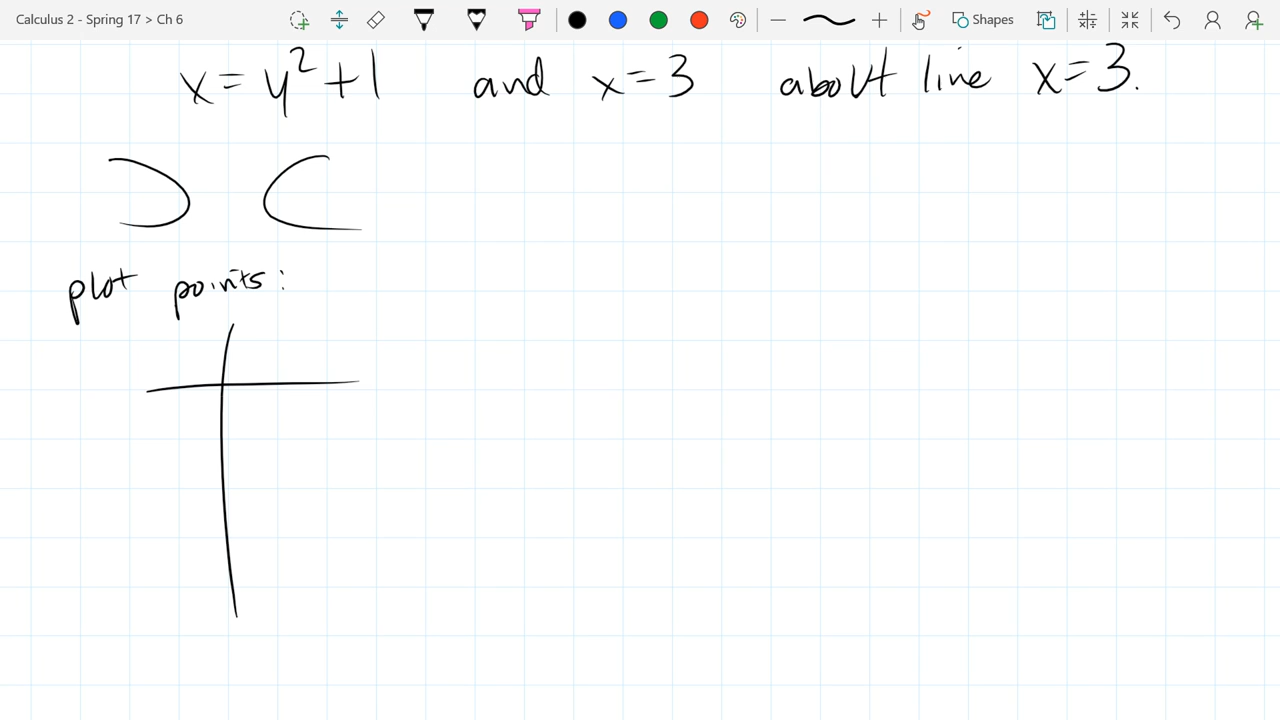 Calculus 2 - Spring 17 > Ch 6
Shapes
x = y² + 1 and x = 3 about line x = 3.
plot points: